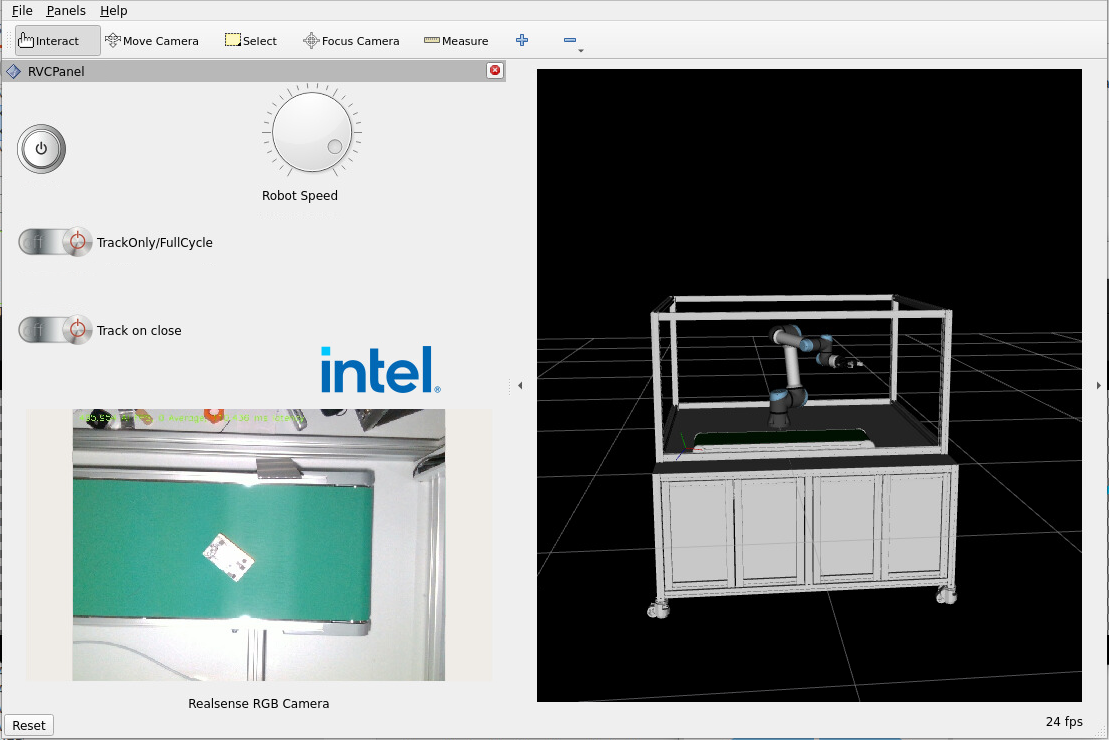 File Panels Help
Interact Move Camera Select Focus Camera Measure
RVCPanel
Robot Speed
off TrackOnly/FullCycle
off Track on close
intel®
Realsense RGB Camera
Reset
24 fps